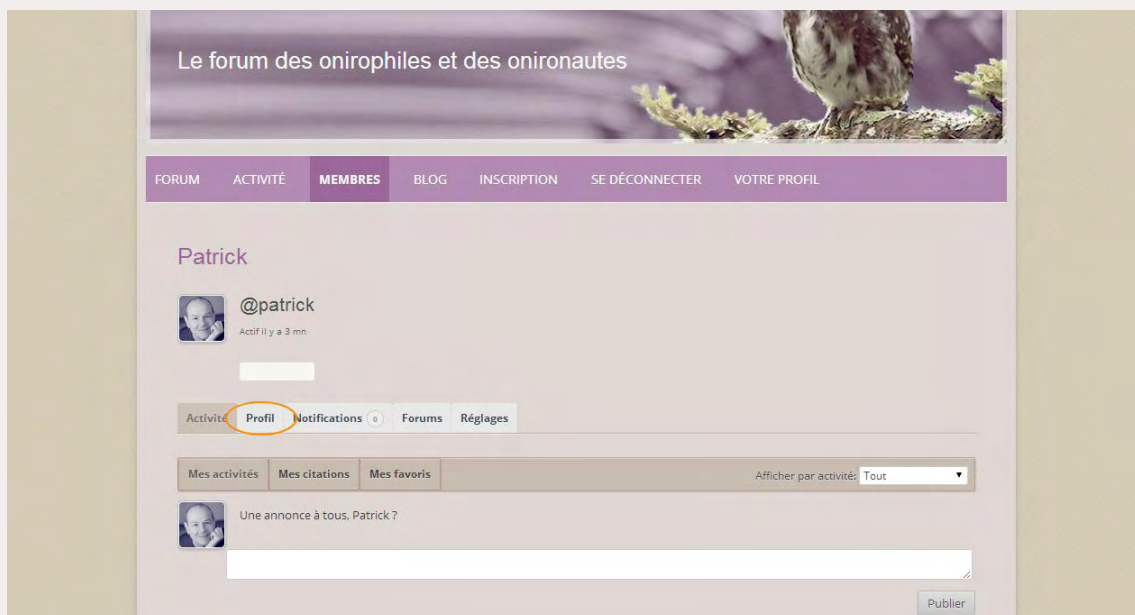 Le forum des onirophiles et des onironautes
FORUM ACTIVITÉ MEMBRES BLOG INSCRIPTION SE DÉCONNECTER VOTRE PROFIL
Patrick
@patrick
Actif il y a 3 mn
Activité Profil Notifications 0 Forums Réglages
Mes activités Mes citations Mes favoris Afficher par activité: Tout
Une annonce à tous, Patrick ?
Publier